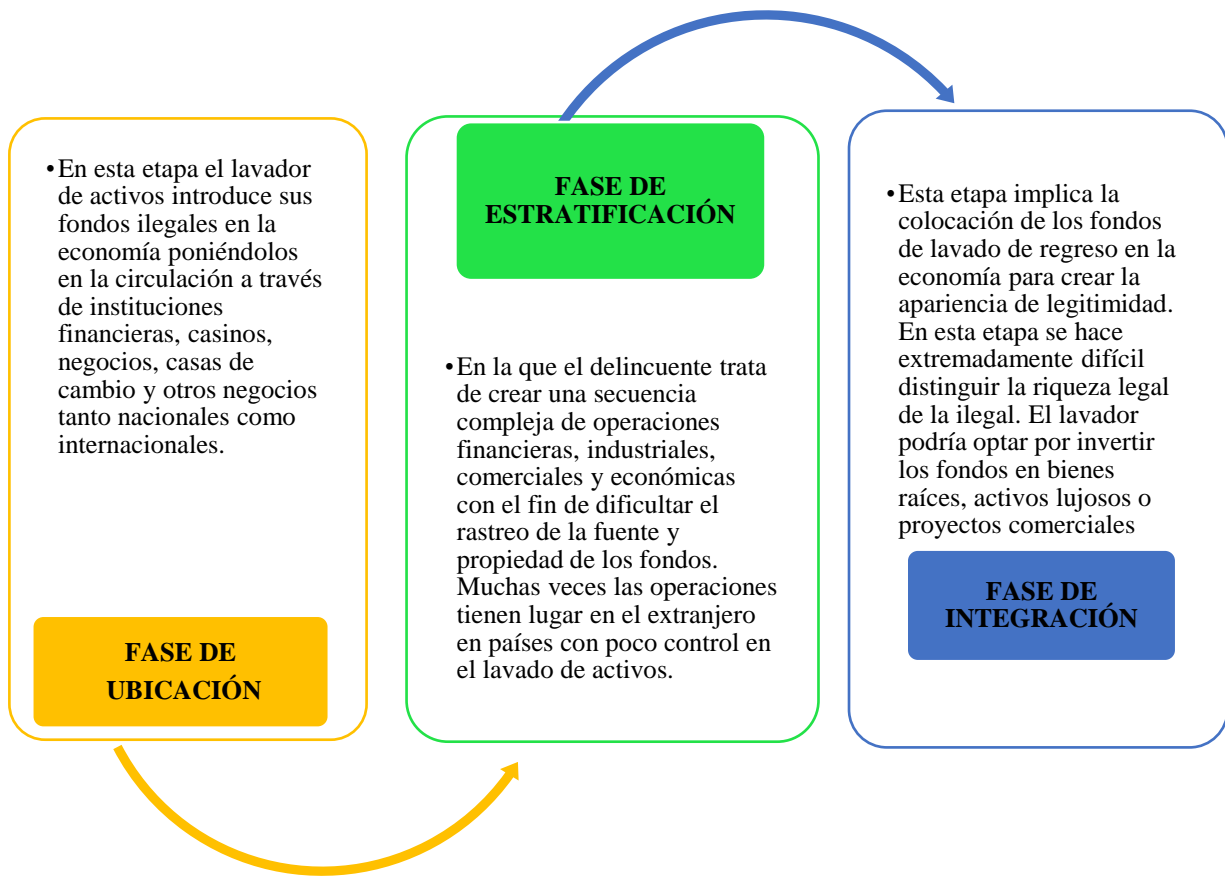 •En esta etapa el lavador
de activos introduce sus
fondos ilegales en la
economía poniéndolos
en la circulación a través
de instituciones
financieras, casinos,
negocios, casas de
cambio y otros negocios
tanto nacionales como
internacionales.
FASE DE
UBICACIÓN
FASE DE
ESTRATIFICACIÓN
•En la que el delincuente trata
de crear una secuencia
compleja de operaciones
financieras, industriales,
comerciales y económicas
con el fin de dificultar el
rastreo de la fuente y
propiedad de los fondos.
Muchas veces las operaciones
tienen lugar en el extranjero
en países con poco control en
el lavado de activos.
•Esta etapa implica la
colocación de los fondos
de lavado de regreso en la
economía para crear la
apariencia de legitimidad.
En esta etapa se hace
extremadamente difícil
distinguir la riqueza legal
de la ilegal. El lavador
podría optar por invertir
los fondos en bienes
raíces, activos lujosos o
proyectos comerciales
FASE DE
INTEGRACIÓN